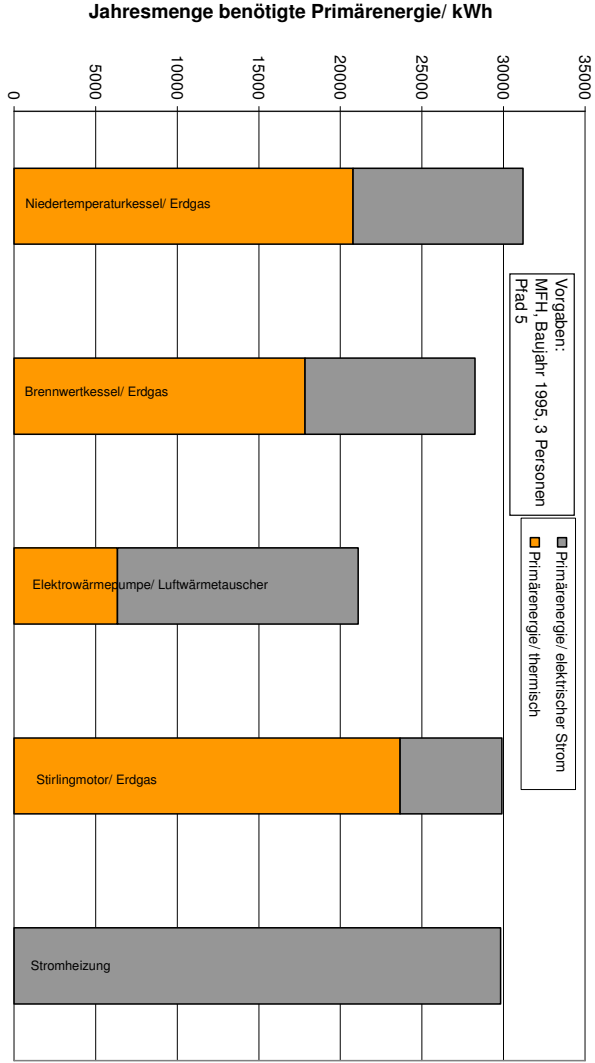 Jahresmenge benötigte Primärenergie/ kWh
0
5000
10000
15000
20000
25000
30000
35000
Vorgaben:
MFH, Baujahr 1995, 3 Personen
Pfad 5
Primärenergie/ elektrischer Strom
Primärenergie/ thermisch
Niedertemperaturkessel/ Erdgas
Brennwertkessel/ Erdgas
Elektrowärmepumpe/ Luftwärmetauscher
Stirlingmotor/ Erdgas
Stromheizung